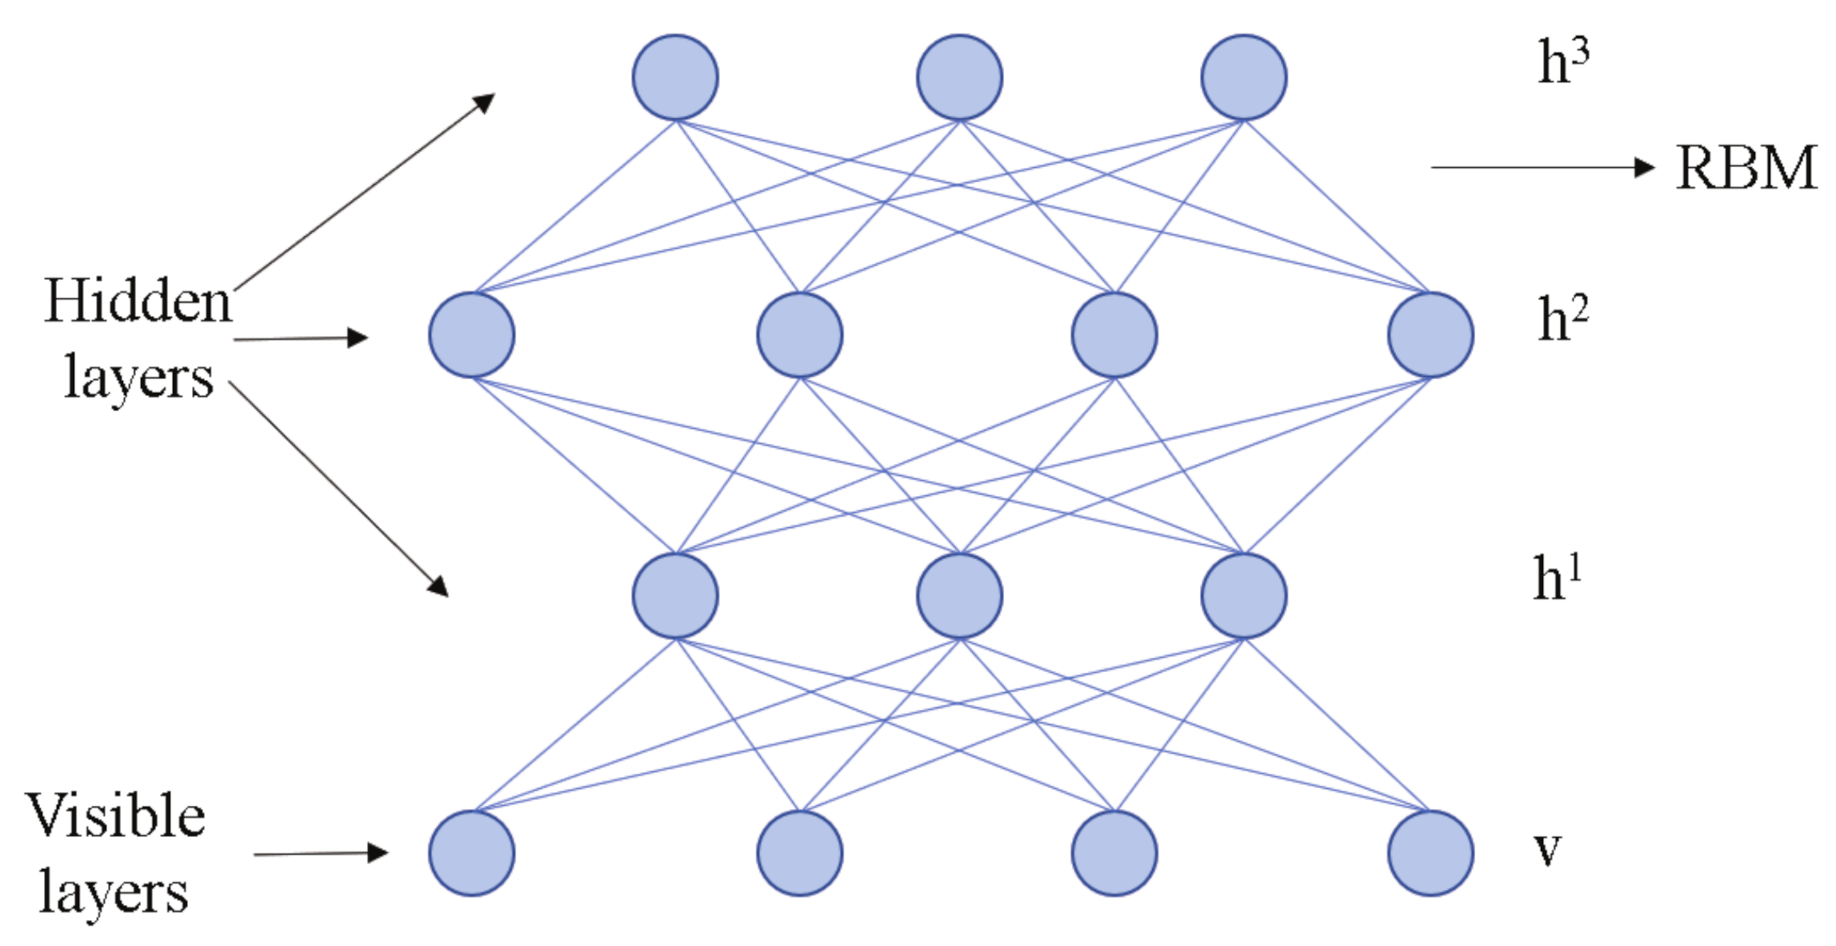 h³
RBM
Hidden
layers
h²
h¹
Visible
layers
v